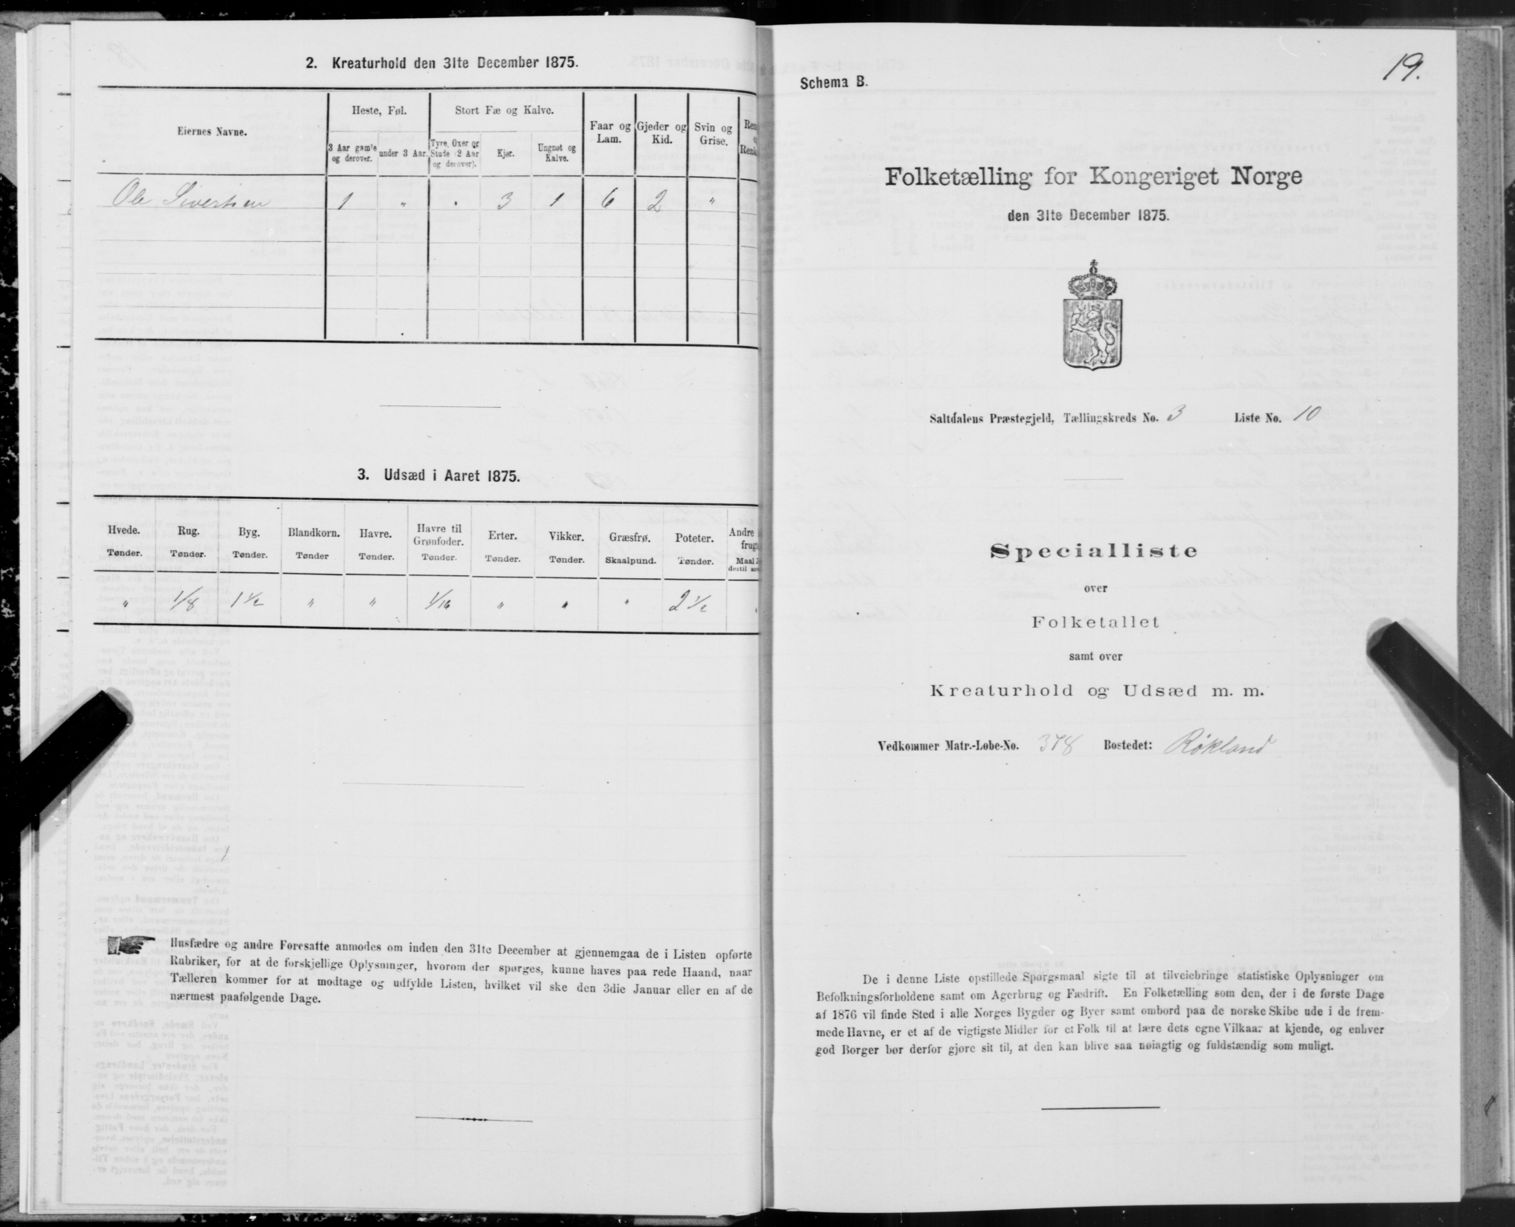 2. Kreaturhold den 31te December 1875.
Eiernes Navne.
Heste, Føl.
Stort Fæ og Kalve.
Faar og Lam.
Gjeder og Kid.
Svin og Grise.
3 Aar gamle og derover.
under 3 Aar.
Tyre, Oxer og Stude (2 Aar og derover).
Kjør.
Ungnøt og Kalve.
Ole Sivertsen 1 " " 3 1 6 2 "
3. Udsæd i Aaret 1875.
Hvede. Rug. Byg. Blandkorn. Havre. Havre til Grønfoder. Erter. Vikker. Græsfrø. Poteter. Andre
Tønder. Tønder. Tønder. Tønder Tønder. Tønder. Tønder. Tønder. Skaalpund. Tønder. Maal
" 1/8 1 1/2 " " 1/16 " " " 2 1/2 "
Husfædre og andre Foresatte anmodes om inden den 31te December at gjennemgaa de i Listen opførte
Rubriker, for at de forskjellige Oplysninger, hvorom der spørges, kunne haves paa rede Haand, naar
Tælleren kommer for at modtage og udfylde Listen, hvilket vil ske den 3die Januar eller en af de
nærmest paafølgende Dage.
19.
Schema B.
Folketælling for Kongeriget Norge
den 31te December 1875.
Saltdalens Præstegjeld, Tællingskreds No. 3 Liste No. 10
Specialliste
over
Folketallet
samt over
Kreaturhold og Udsæd m. m.
Vedkommer Matr.-Løbe-No. 378 Bostedet: Røkland
De i denne Liste opstillede Spørgsmaal sigte til at tilveiebringe statistiske Oplysninger om
Befolkningsforholdene samt om Agerbrug og Fædrift. En Folketælling som den, der i de første Dage
af 1876 vil finde Sted i alle Norges Bygder og Byer samt ombord paa de norske Skibe ude i de frem-
mede Havne, er et af de vigtigste Midler for et Folk til at lære dets egne Vilkaar at kjende, og enhver
god Borger bør derfor gjøre sit til, at den kan blive saa nøiagtig og fuldstændig som muligt.